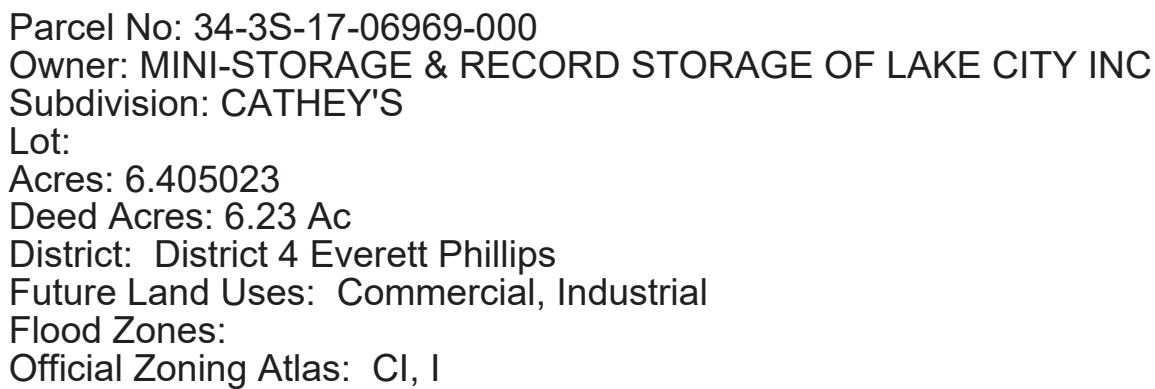 Parcel No: 34-3S-17-06969-000
Owner: MINI-STORAGE & RECORD STORAGE OF LAKE CITY INC
Subdivision: CATHEY'S
Lot:
Acres: 6.405023
Deed Acres: 6.23 Ac
District:  District 4 Everett Phillips
Future Land Uses:  Commercial, Industrial
Flood Zones:
Official Zoning Atlas:  CI, I